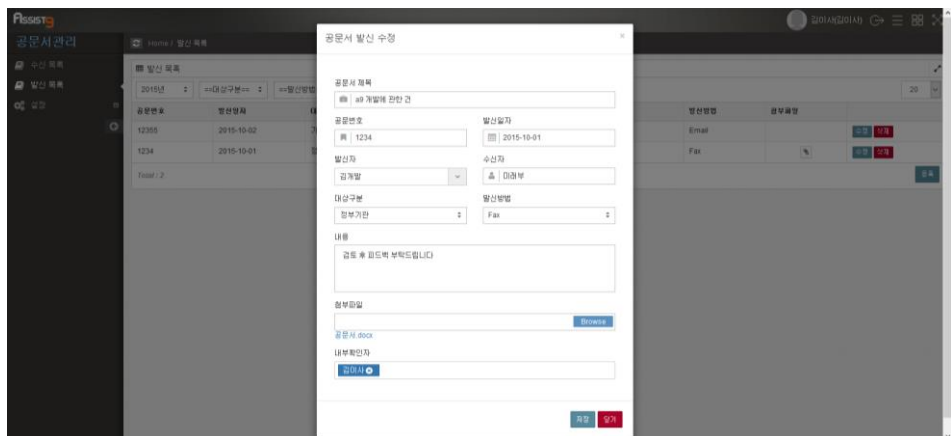 Assist9
김이사(김이사)
공문서관리
Home / 발신 목록
수신 목록
발신 목록
설정
발신 목록
2015년
==대상구분==
==발신방법
20
공문번호
발신일자
발신방법
첨부파일
12355
2015-10-02
Email
수정
삭제
1234
2015-10-01
Fax
수정
삭제
Total / 2
등록
공문서 발신 수정
×
공문서 제목
a9 개발에 관한 건
공문번호
발신일자
1234
2015-10-01
발신자
수신자
김개발
미래부
대상구분
발신방법
정부기관
Fax
내용
검토 후 피드백 부탁드립니다
첨부파일
Browse
공문서.docx
내부확인자
김이사
저장
닫기